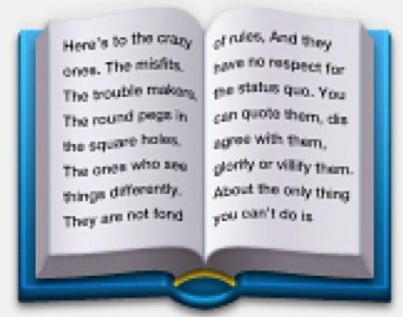 Here's to the crazy
ones. The misfits.
The trouble makers.
The round pegs in
the square holes.
The ones who see
things differently.
They are not fond
of rules, And they
have no respect for
the status quo. You
can quote them, dis
agree with them,
glorify or vilify them.
About the only thing
you can't do is